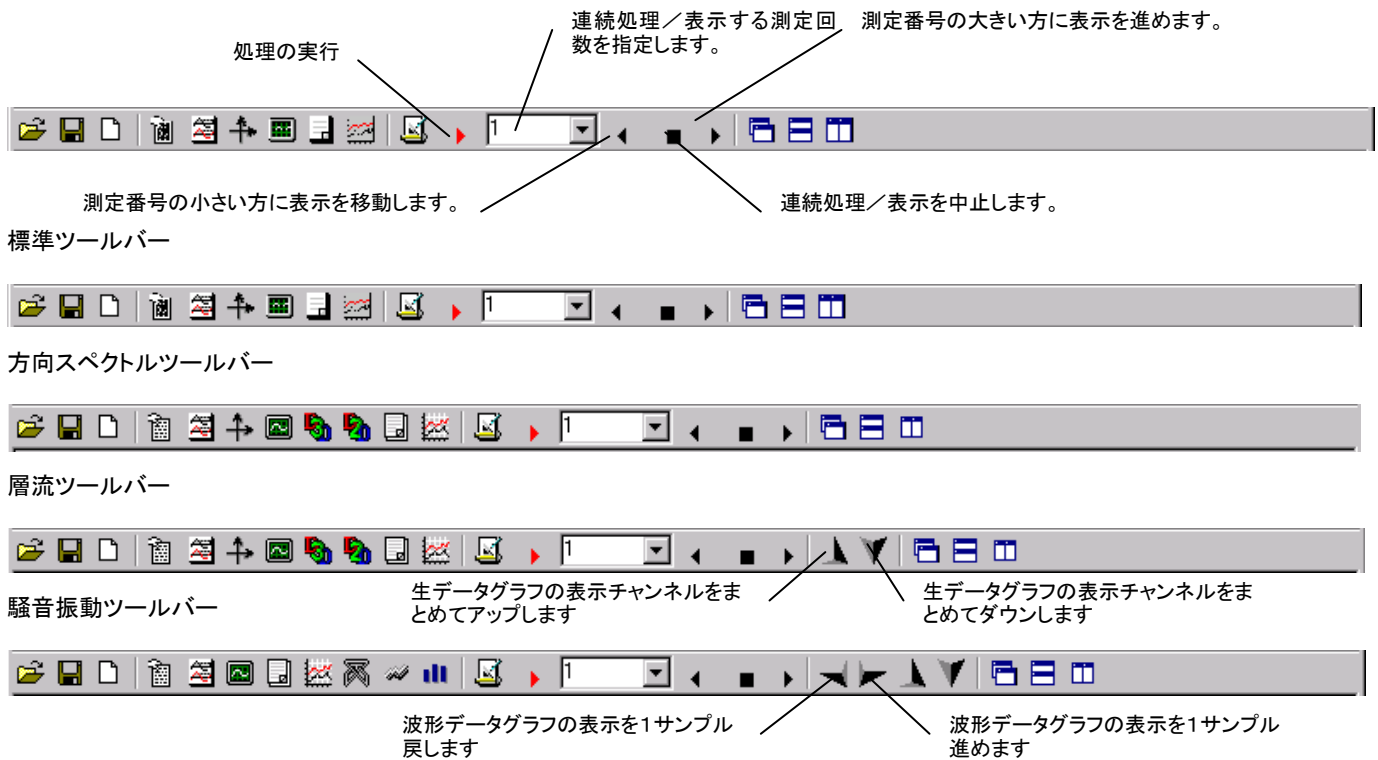 連続処理／表示する測定回
数を指定します。
測定番号の大きい方に表示を進めます。
処理の実行
1
測定番号の小さい方に表示を移動します。
連続処理／表示を中止します。
標準ツールバー
1
方向スペクトルツールバー
1
層流ツールバー
1
生データグラフの表示チャンネルをま
とめてアップします
生データグラフの表示チャンネルをま
とめてダウンします
騒音振動ツールバー
1
波形データグラフの表示を１サンプル
戻します
波形データグラフの表示を１サンプル
進めます